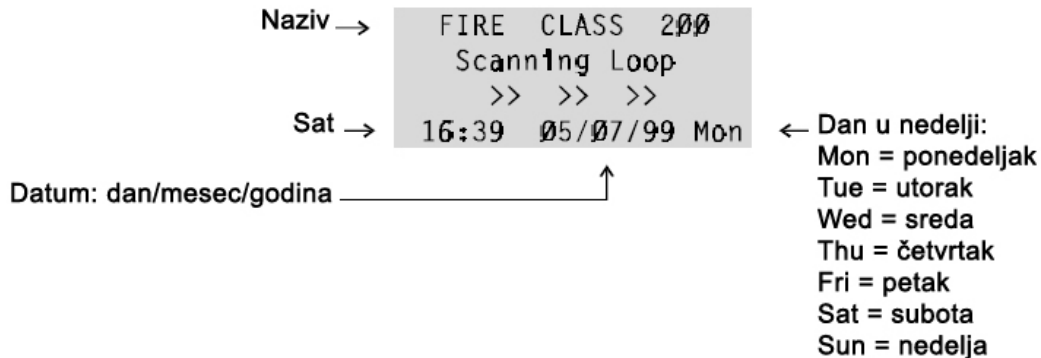 Naziv →
FIRE CLASS 2ØØ
Scanning Loop
>> >> >>
Sat →
16:39 Ø5/Ø7/99 Mon
Datum: dan/mesec/godina
← Dan u nedelji:
Mon = ponedeljak
Tue = utorak
Wed = sreda
Thu = četvrtak
Fri = petak
Sat = subota
Sun = nedelja